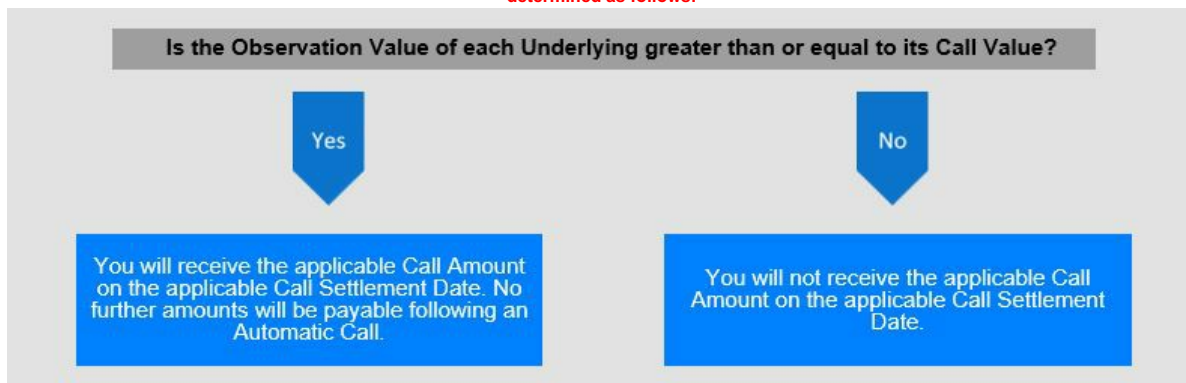 determined as follows:
Is the Observation Value of each Underlying greater than or equal to its Call Value?
Yes
No
You will receive the applicable Call Amount
on the applicable Call Settlement Date. No
further amounts will be payable following an
Automatic Call.
You will not receive the applicable Call
Amount on the applicable Call Settlement
Date.